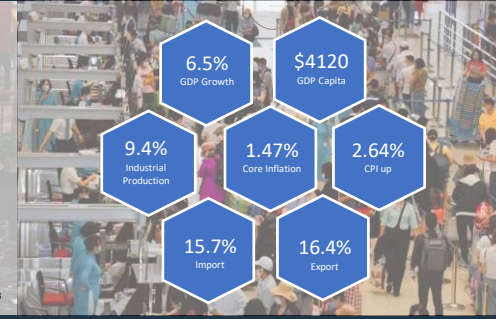 6.5%
GDP Growth
$4120
GDP Capita
9.4%
Industrial
Production
1.47%
Core Inflation
2.64%
CPI up
15.7%
Import
16.4%
Export